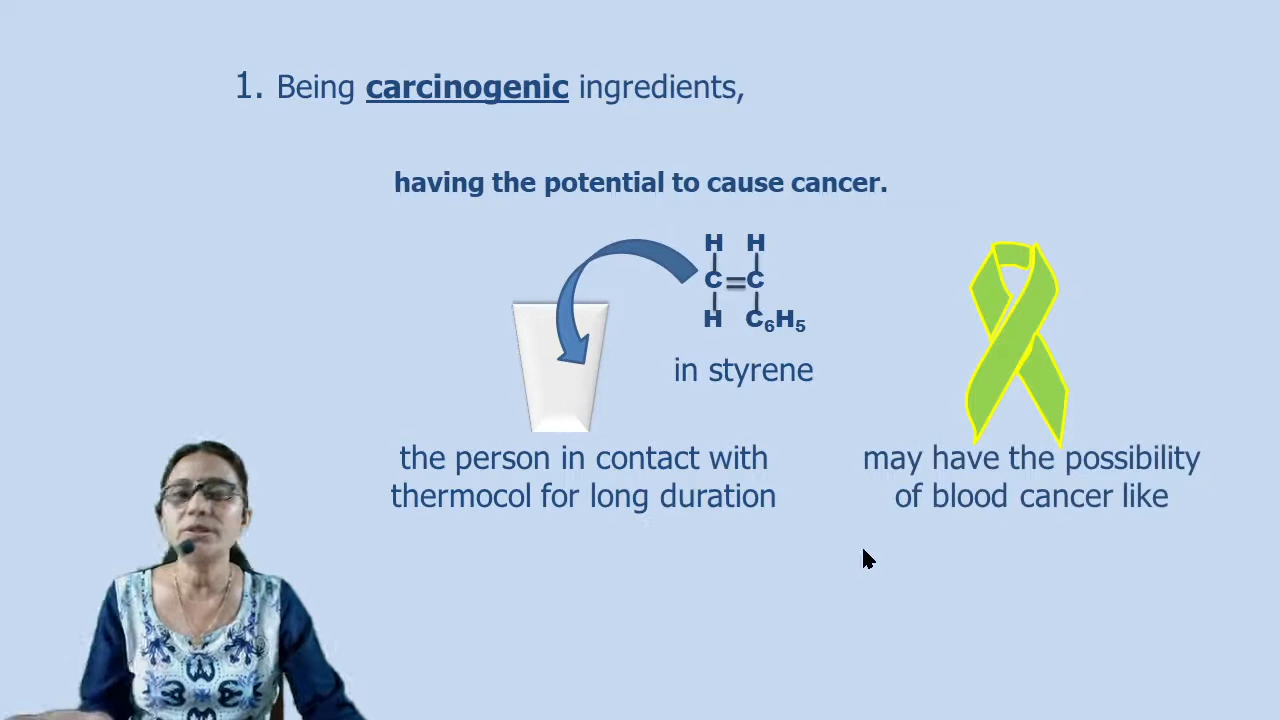 1. Being carcinogenic ingredients,
having the potential to cause cancer.
H H
C=C
H C₆H₅
in styrene
the person in contact with
thermocol for long duration
may have the possibility
of blood cancer like